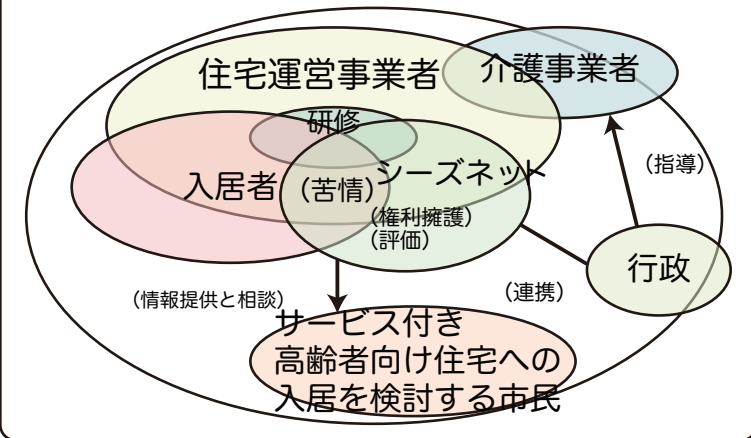 住宅運営事業者
介護事業者
研修
入居者
(苦情)
シーズネット
(権利擁護)
(評価)
(指導)
行政
(連携)
(情報提供と相談)
サービス付き
高齢者向け住宅への
入居を検討する市民